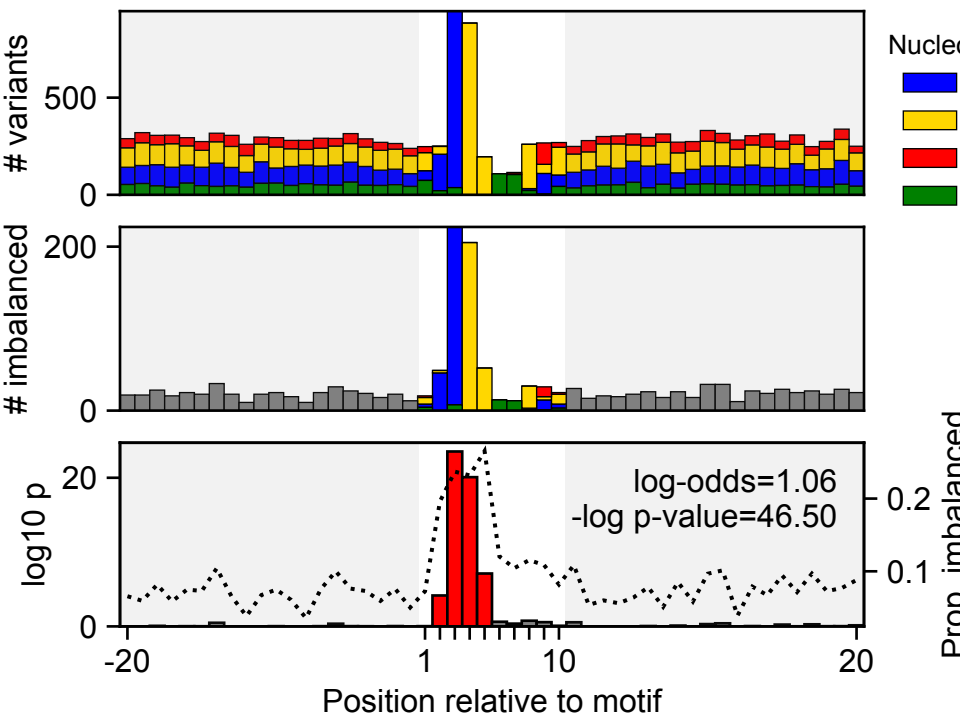 # variants
500
0
Nucleo
# imbalanced
200
0
log10 p
20
0
log-odds=1.06
-log p-value=46.50
0.2
0.1
Prop. imbalanced
-20
1
10
20
Position relative to motif